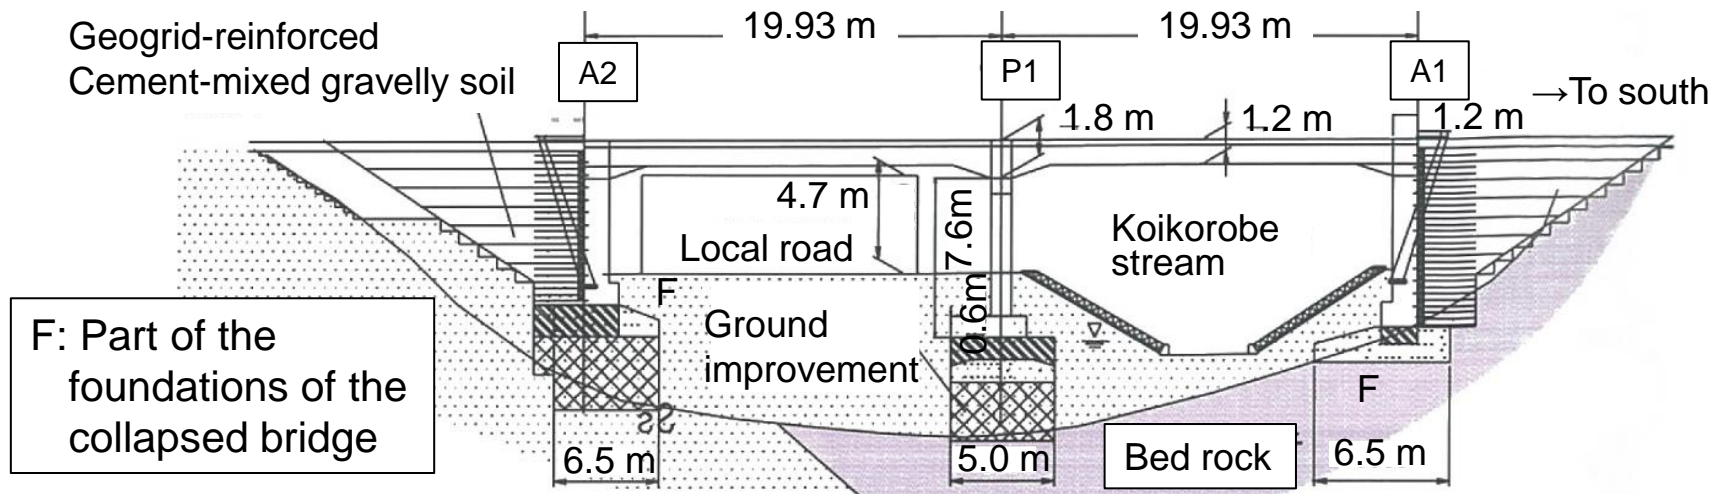 19.93 m
19.93 m
Geogrid-reinforced
Cement-mixed gravelly soil
A2
P1
A1
→To south
1.8 m
1.2 m
1.2 m
4.7 m
7.6m
Local road
Koikorobe
stream
F
0.6m
Ground
improvement
F: Part of the
foundations of the
collapsed bridge
F
6.5 m
5.0 m
Bed rock
6.5 m